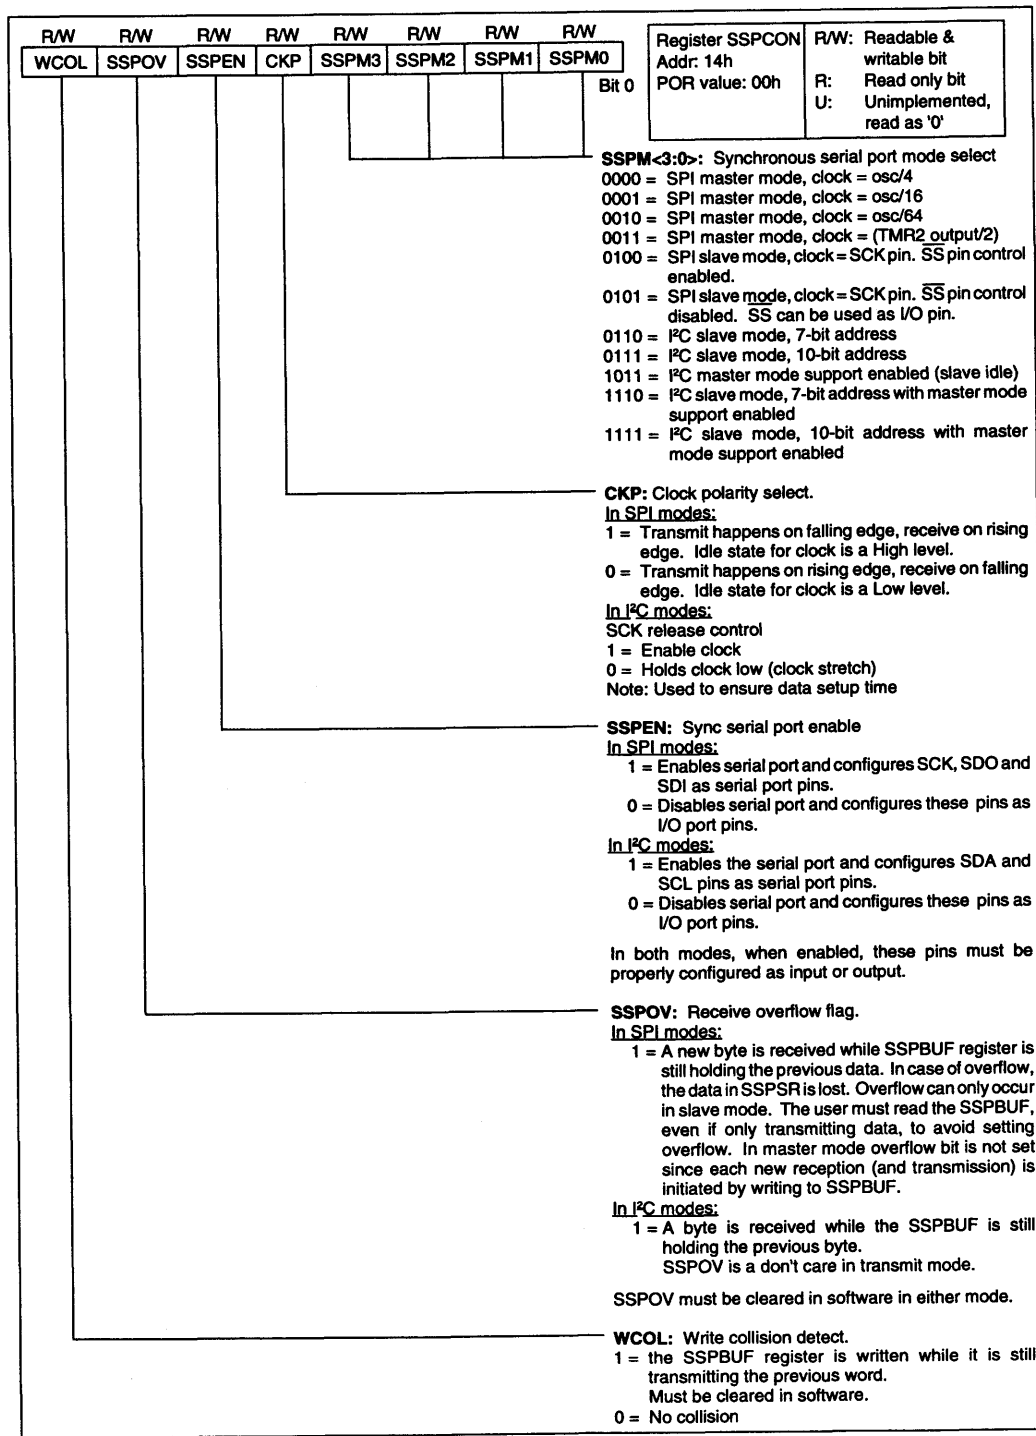 R/W R/W R/W R/W R/W R/W R/W R/W
WCOL SSPOV SSPEN CKP SSPM3 SSPM2 SSPM1 SSPM0
Bit 0
Register SSPCON
Addr: 14h
POR value: 00h
R/W: Readable &
writable bit
R: Read only bit
U: Unimplemented,
read as '0'
SSPM<3:0>: Synchronous serial port mode select
0000 = SPI master mode, clock = osc/4
0001 = SPI master mode, clock = osc/16
0010 = SPI master mode, clock = osc/64
0011 = SPI master mode, clock = (TMR2 output/2)
0100 = SPI slave mode, clock = SCK pin. SS pin control
enabled.
0101 = SPI slave mode, clock = SCK pin. SS pin control
disabled. SS can be used as I/O pin.
0110 = I²C slave mode, 7-bit address
0111 = I²C slave mode, 10-bit address
1011 = I²C master mode support enabled (slave idle)
1110 = I²C slave mode, 7-bit address with master mode
support enabled
1111 = I²C slave mode, 10-bit address with master
mode support enabled
CKP: Clock polarity select.
In SPI modes:
1 = Transmit happens on falling edge, receive on rising
edge. Idle state for clock is a High level.
0 = Transmit happens on rising edge, receive on falling
edge. Idle state for clock is a Low level.
In I²C modes:
SCK release control
1 = Enable clock
0 = Holds clock low (clock stretch)
Note: Used to ensure data setup time
SSPEN: Sync serial port enable
In SPI modes:
1 = Enables serial port and configures SCK, SDO and
SDI as serial port pins.
0 = Disables serial port and configures these pins as
I/O port pins.
In I²C modes:
1 = Enables the serial port and configures SDA and
SCL pins as serial port pins.
0 = Disables serial port and configures these pins as
I/O port pins.
In both modes, when enabled, these pins must be
properly configured as input or output.
SSPOV: Receive overflow flag.
In SPI modes:
1 = A new byte is received while SSPBUF register is
still holding the previous data. In case of overflow,
the data in SSPSR is lost. Overflow can only occur
in slave mode. The user must read the SSPBUF,
even if only transmitting data, to avoid setting
overflow. In master mode overflow bit is not set
since each new reception (and transmission) is
initiated by writing to SSPBUF.
In I²C modes:
1 = A byte is received while the SSPBUF is still
holding the previous byte.
SSPOV is a don't care in transmit mode.
SSPOV must be cleared in software in either mode.
WCOL: Write collision detect.
1 = the SSPBUF register is written while it is still
transmitting the previous word.
Must be cleared in software.
0 = No collision